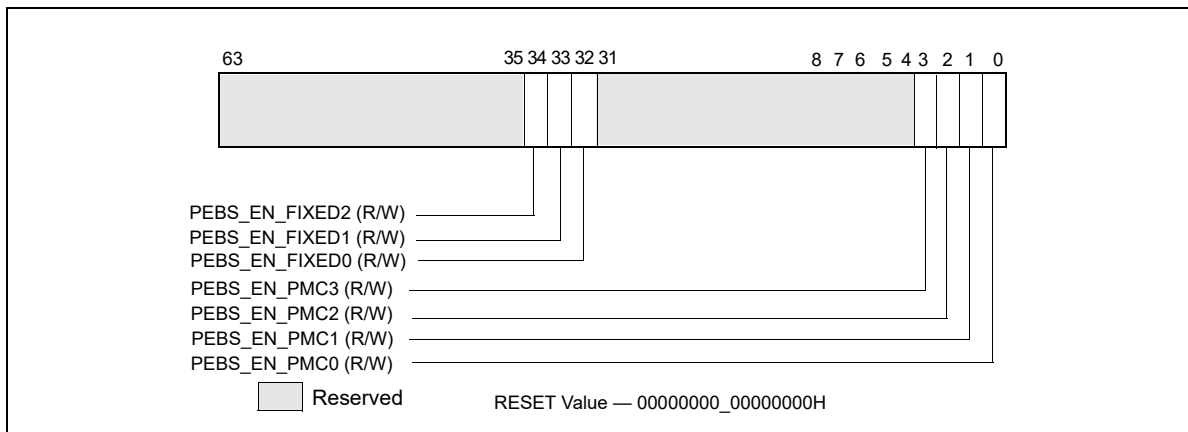 63 35 34 33 32 31 8 7 6 5 4 3 2 1 0
PEBS_EN_FIXED2 (R/W)
PEBS_EN_FIXED1 (R/W)
PEBS_EN_FIXED0 (R/W)
PEBS_EN_PMC3 (R/W)
PEBS_EN_PMC2 (R/W)
PEBS_EN_PMC1 (R/W)
PEBS_EN_PMC0 (R/W)
Reserved RESET Value — 00000000_00000000H